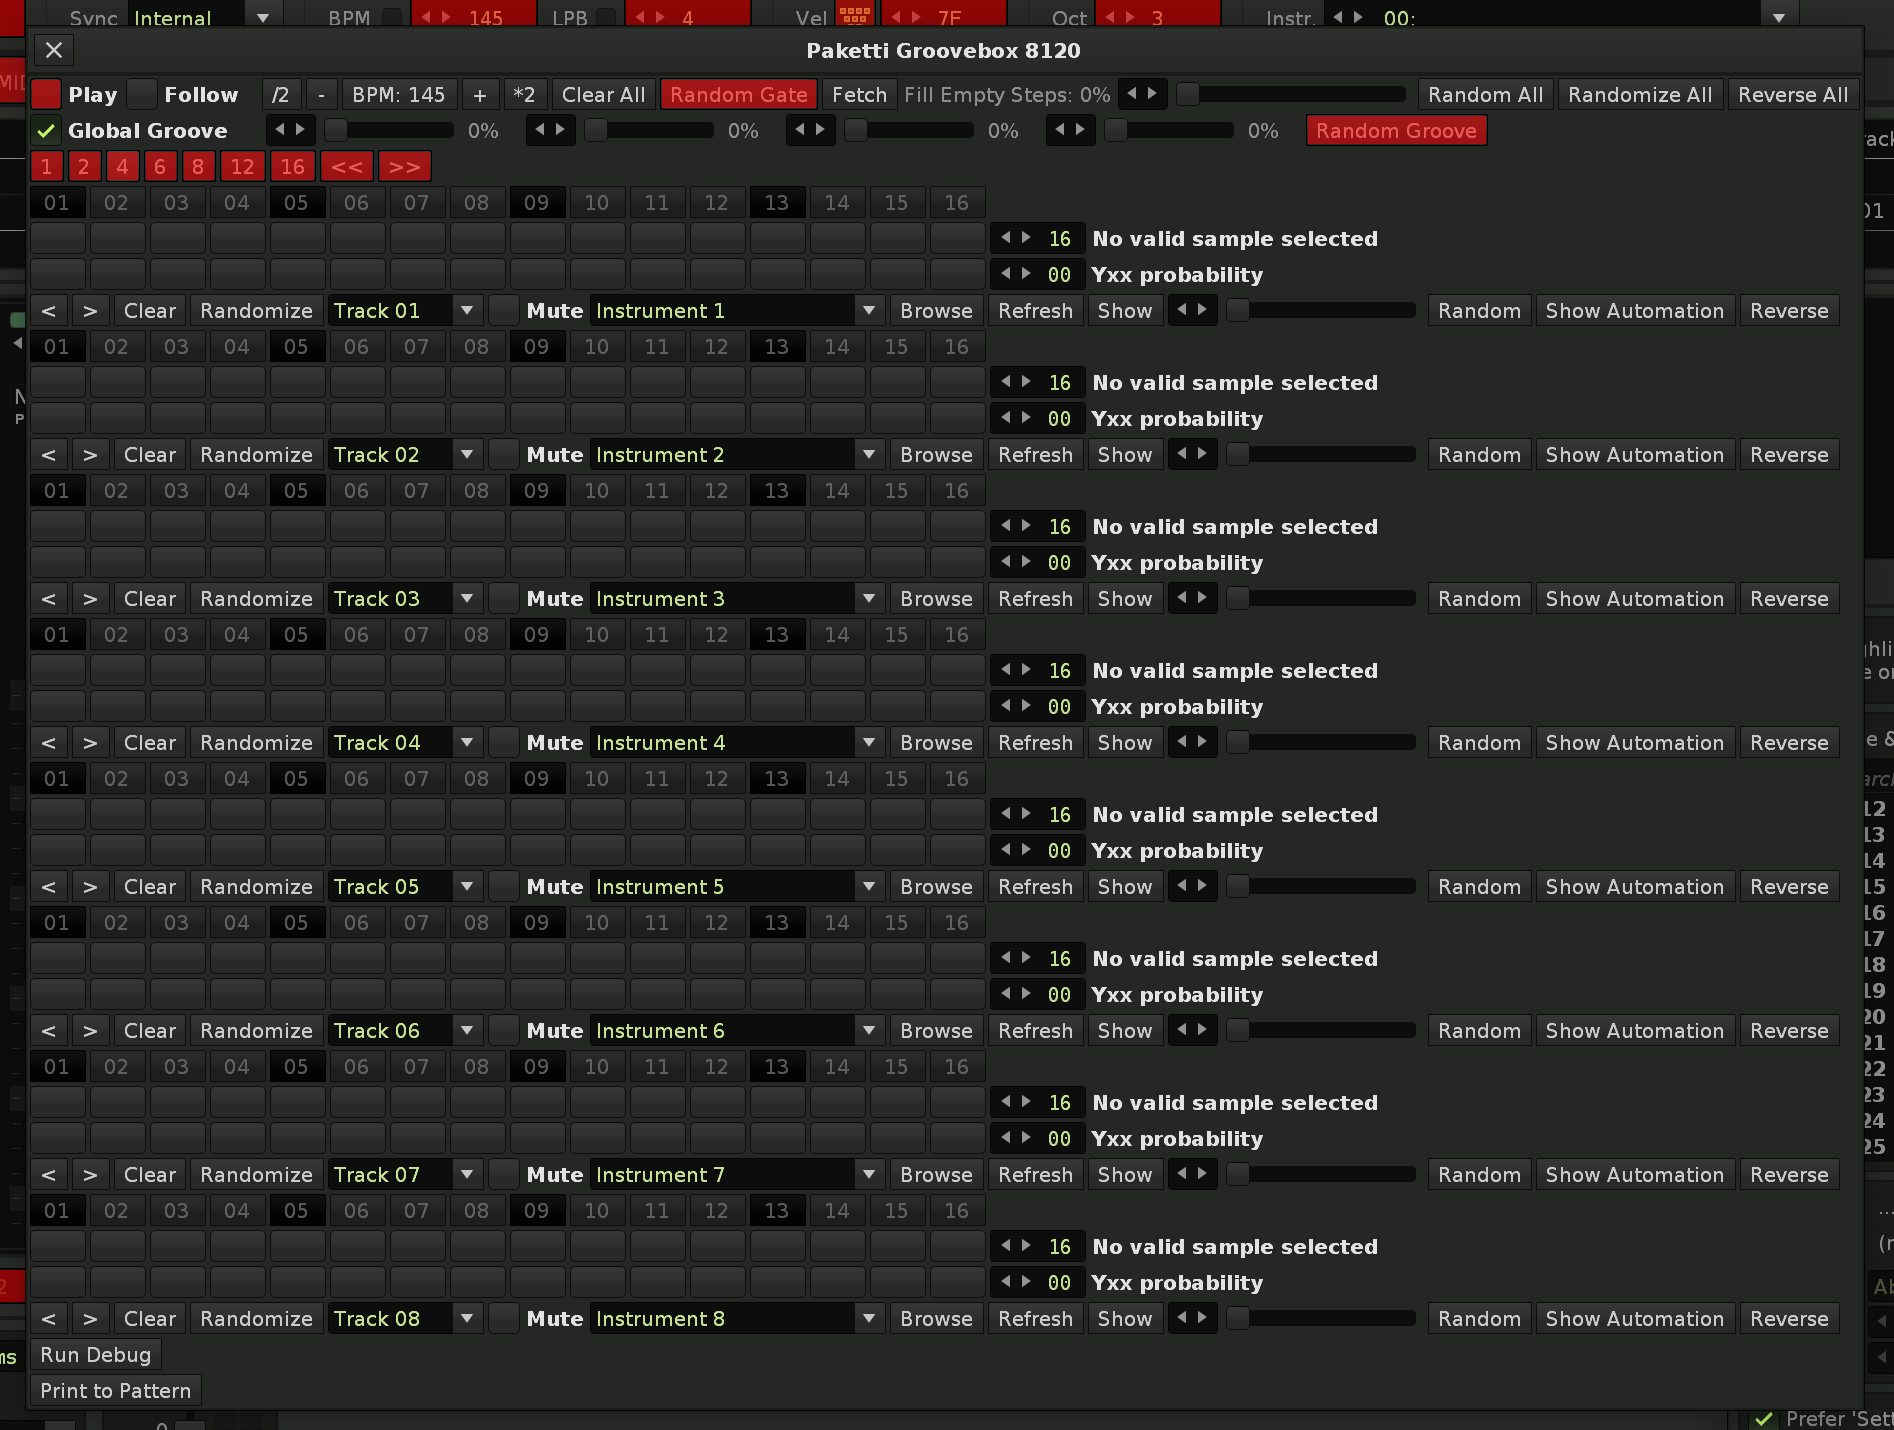 Sync Internal BPM 145 LPB 4 Vel 7F Oct 3 Instr. 00:
Paketti Groovebox 8120
Play Follow /2 - BPM: 145 + *2 Clear All Random Gate Fetch Fill Empty Steps: 0% Random All Randomize All Reverse All
Global Groove 0% 0% 0% 0% Random Groove
1 2 4 6 8 12 16 << >>
01 02 03 04 05 06 07 08 09 10 11 12 13 14 15 16
16 No valid sample selected
00 Yxx probability
< > Clear Randomize Track 01 Mute Instrument 1 Browse Refresh Show Random Show Automation Reverse
01 02 03 04 05 06 07 08 09 10 11 12 13 14 15 16
16 No valid sample selected
00 Yxx probability
< > Clear Randomize Track 02 Mute Instrument 2 Browse Refresh Show Random Show Automation Reverse
01 02 03 04 05 06 07 08 09 10 11 12 13 14 15 16
16 No valid sample selected
00 Yxx probability
< > Clear Randomize Track 03 Mute Instrument 3 Browse Refresh Show Random Show Automation Reverse
01 02 03 04 05 06 07 08 09 10 11 12 13 14 15 16
16 No valid sample selected
00 Yxx probability
< > Clear Randomize Track 04 Mute Instrument 4 Browse Refresh Show Random Show Automation Reverse
01 02 03 04 05 06 07 08 09 10 11 12 13 14 15 16
16 No valid sample selected
00 Yxx probability
< > Clear Randomize Track 05 Mute Instrument 5 Browse Refresh Show Random Show Automation Reverse
01 02 03 04 05 06 07 08 09 10 11 12 13 14 15 16
16 No valid sample selected
00 Yxx probability
< > Clear Randomize Track 06 Mute Instrument 6 Browse Refresh Show Random Show Automation Reverse
01 02 03 04 05 06 07 08 09 10 11 12 13 14 15 16
16 No valid sample selected
00 Yxx probability
< > Clear Randomize Track 07 Mute Instrument 7 Browse Refresh Show Random Show Automation Reverse
01 02 03 04 05 06 07 08 09 10 11 12 13 14 15 16
16 No valid sample selected
00 Yxx probability
< > Clear Randomize Track 08 Mute Instrument 8 Browse Refresh Show Random Show Automation Reverse
Run Debug
Print to Pattern
12
13
14
15
16
17
18
19
20
21
22
23
24
25
Prefer 'Sett